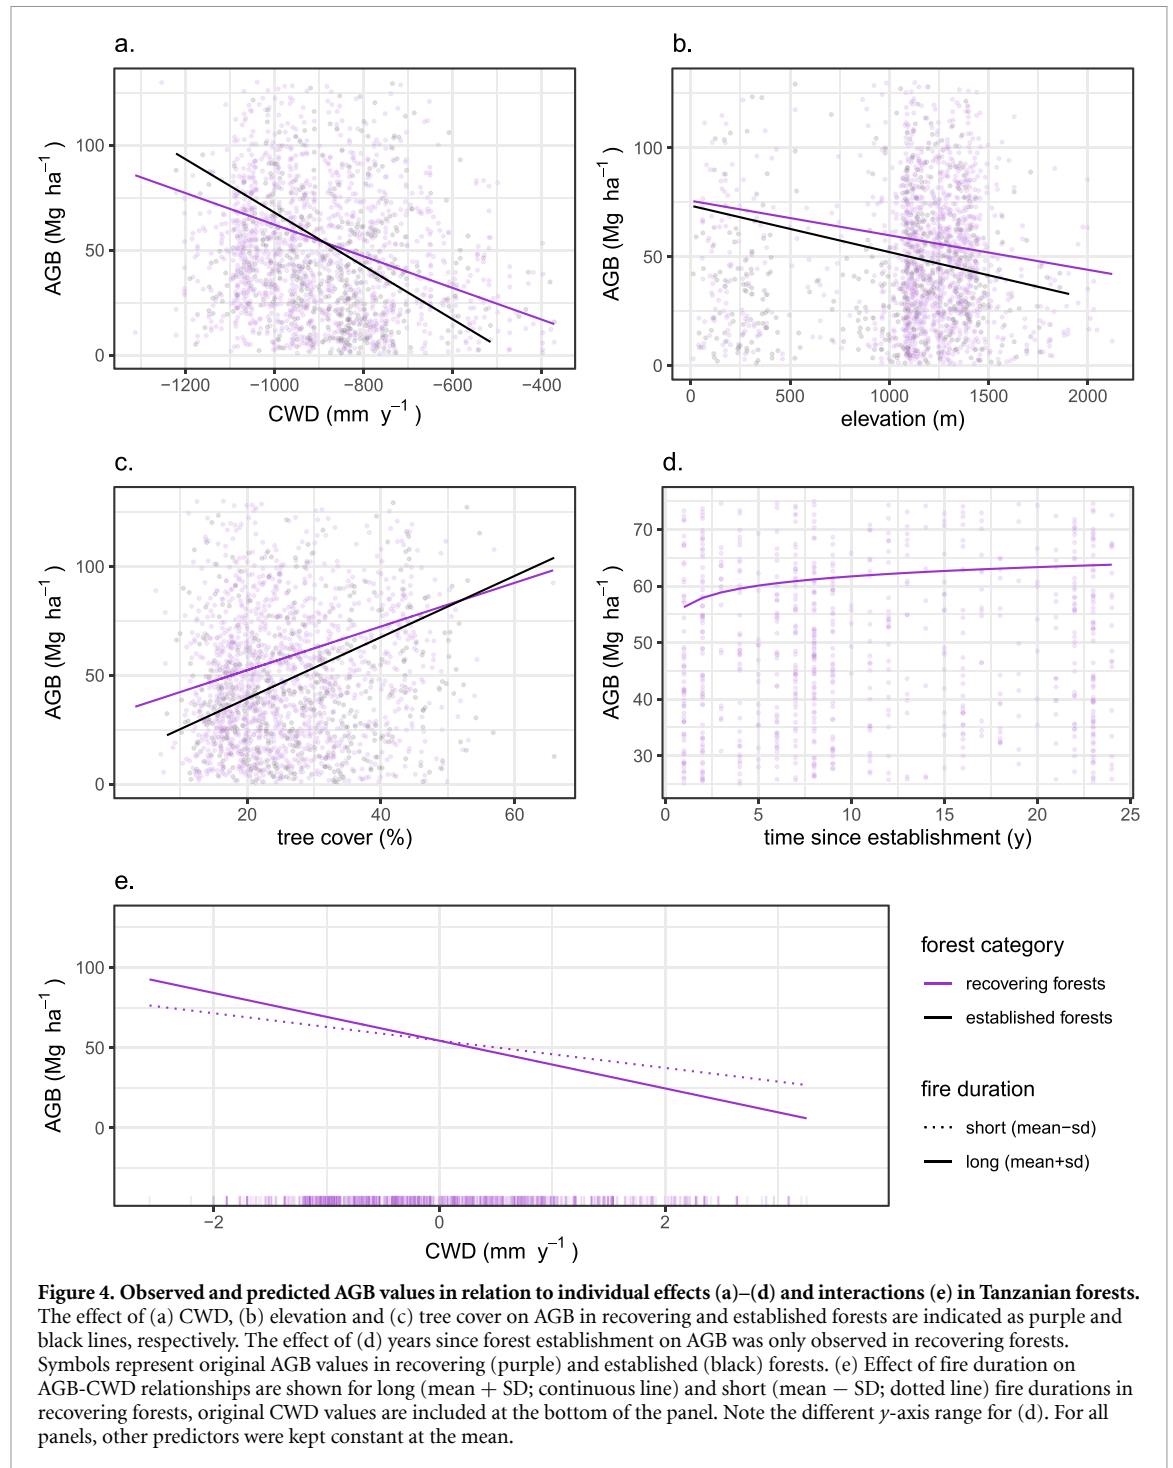 a.
100
50
0
AGB (Mg ha−1 )
−1200 −1000 −800 −600 −400
CWD (mm y−1 )
b.
100
50
0
AGB (Mg ha−1 )
0 500 1000 1500 2000
elevation (m)
c.
100
50
0
AGB (Mg ha−1 )
20 40 60
tree cover (%)
d.
70
60
50
40
30
AGB (Mg ha−1 )
0 5 10 15 20 25
time since establishment (y)
e.
100
50
0
AGB (Mg ha−1 )
−2 0 2
CWD (mm y−1 )
forest category
recovering forests
established forests
fire duration
short (mean−sd)
long (mean+sd)
Figure 4. Observed and predicted AGB values in relation to individual effects (a)–(d) and interactions (e) in Tanzanian forests.
The effect of (a) CWD, (b) elevation and (c) tree cover on AGB in recovering and established forests are indicated as purple and
black lines, respectively. The effect of (d) years since forest establishment on AGB was only observed in recovering forests.
Symbols represent original AGB values in recovering (purple) and established (black) forests. (e) Effect of fire duration on
AGB-CWD relationships are shown for long (mean + SD; continuous line) and short (mean − SD; dotted line) fire durations in
recovering forests, original CWD values are included at the bottom of the panel. Note the different y-axis range for (d). For all
panels, other predictors were kept constant at the mean.